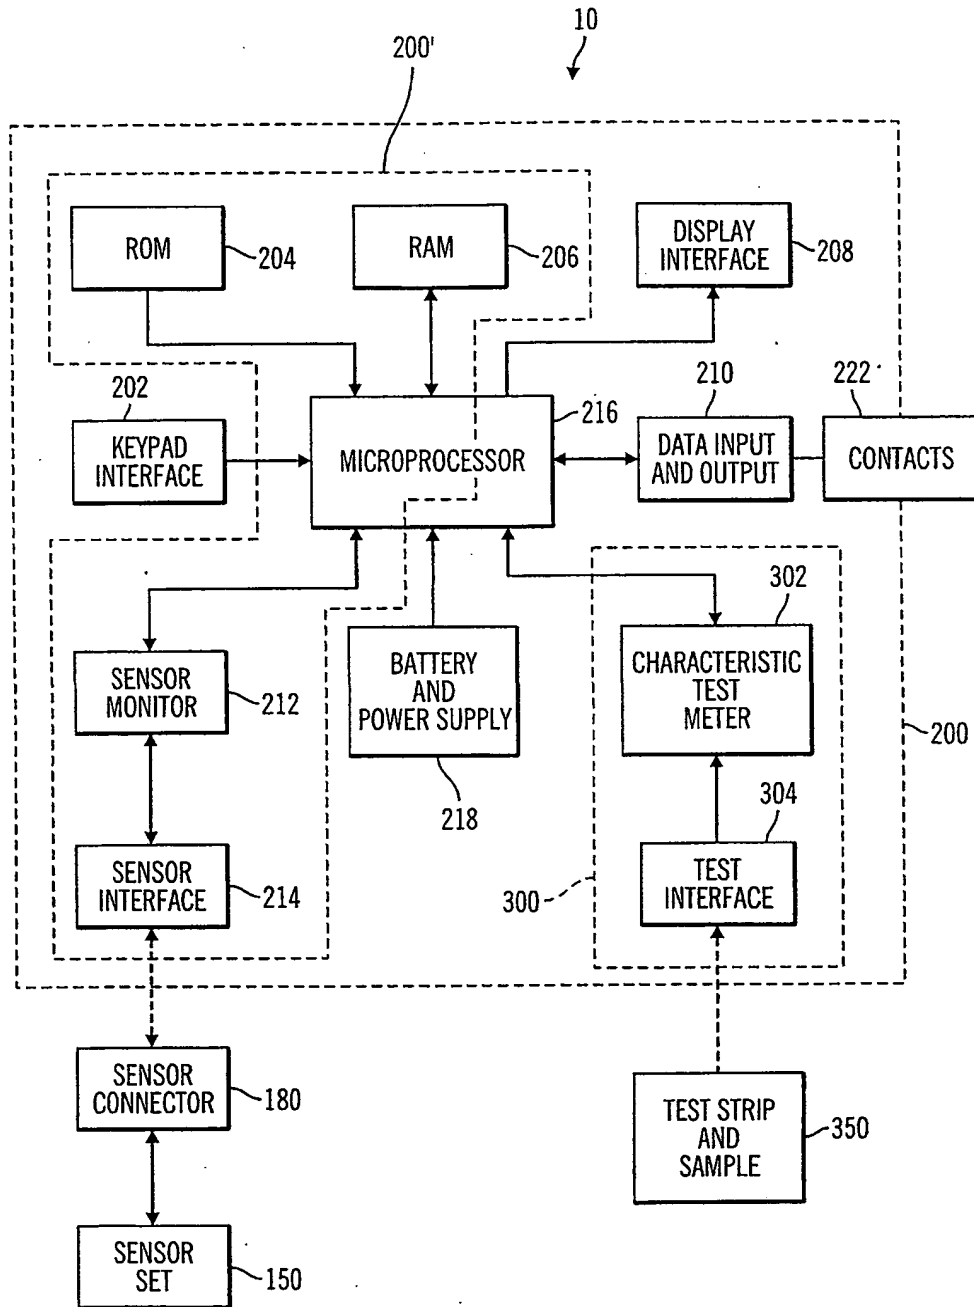 10
200'
ROM
204
RAM
206
DISPLAY
INTERFACE
208
202
KEYPAD
INTERFACE
MICROPROCESSOR
216
210
DATA INPUT
AND OUTPUT
222
CONTACTS
302
CHARACTERISTIC
TEST
METER
SENSOR
MONITOR
212
BATTERY
AND
POWER SUPPLY
218
200
304
TEST
INTERFACE
300
SENSOR
INTERFACE
214
SENSOR
CONNECTOR
180
TEST STRIP
AND
SAMPLE
350
SENSOR
SET
150